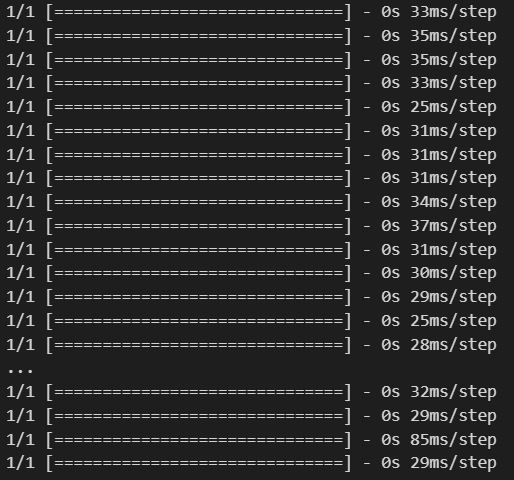 1/1 [==============================] - 0s 33ms/step
1/1 [==============================] - 0s 35ms/step
1/1 [==============================] - 0s 35ms/step
1/1 [==============================] - 0s 33ms/step
1/1 [==============================] - 0s 25ms/step
1/1 [==============================] - 0s 31ms/step
1/1 [==============================] - 0s 31ms/step
1/1 [==============================] - 0s 31ms/step
1/1 [==============================] - 0s 34ms/step
1/1 [==============================] - 0s 37ms/step
1/1 [==============================] - 0s 31ms/step
1/1 [==============================] - 0s 30ms/step
1/1 [==============================] - 0s 29ms/step
1/1 [==============================] - 0s 25ms/step
1/1 [==============================] - 0s 28ms/step
...
1/1 [==============================] - 0s 32ms/step
1/1 [==============================] - 0s 29ms/step
1/1 [==============================] - 0s 85ms/step
1/1 [==============================] - 0s 29ms/step